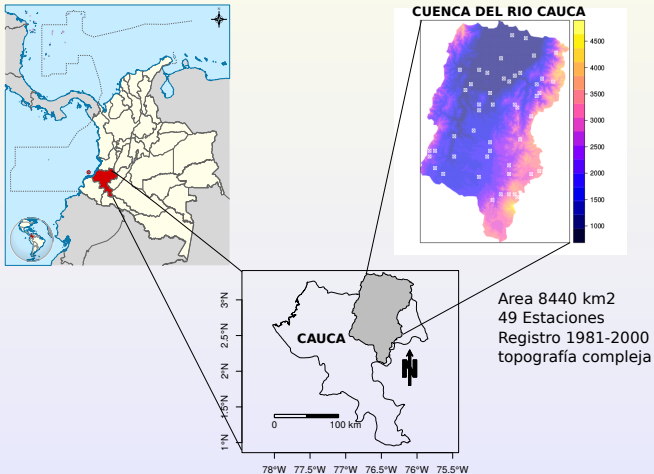 CUENCA DEL RIO CAUCA
4500
4000
3500
3000
2500
2000
1500
1000
Area 8440 km2
49 Estaciones
Registro 1981-2000
topografía compleja
3°N
2.5°N
2°N
1.5°N
1°N
CAUCA
N
0 100 km
78°W 77.5°W 77°W 76.5°W 76°W 75.5°W